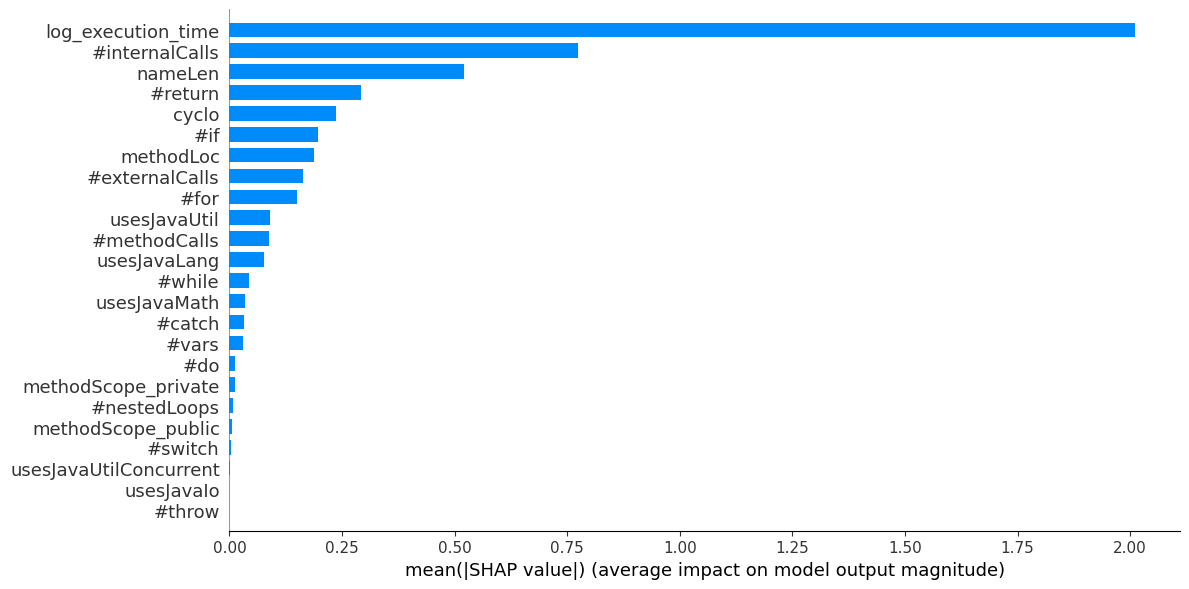 log_execution_time
#internalCalls
nameLen
#return
cyclo
#if
methodLoc
#externalCalls
#for
usesJavaUtil
#methodCalls
usesJavaLang
#while
usesJavaMath
#catch
#vars
#do
methodScope_private
#nestedLoops
methodScope_public
#switch
usesJavaUtilConcurrent
usesJavaIo
#throw
0.00 0.25 0.50 0.75 1.00 1.25 1.50 1.75 2.00
mean(|SHAP value|) (average impact on model output magnitude)